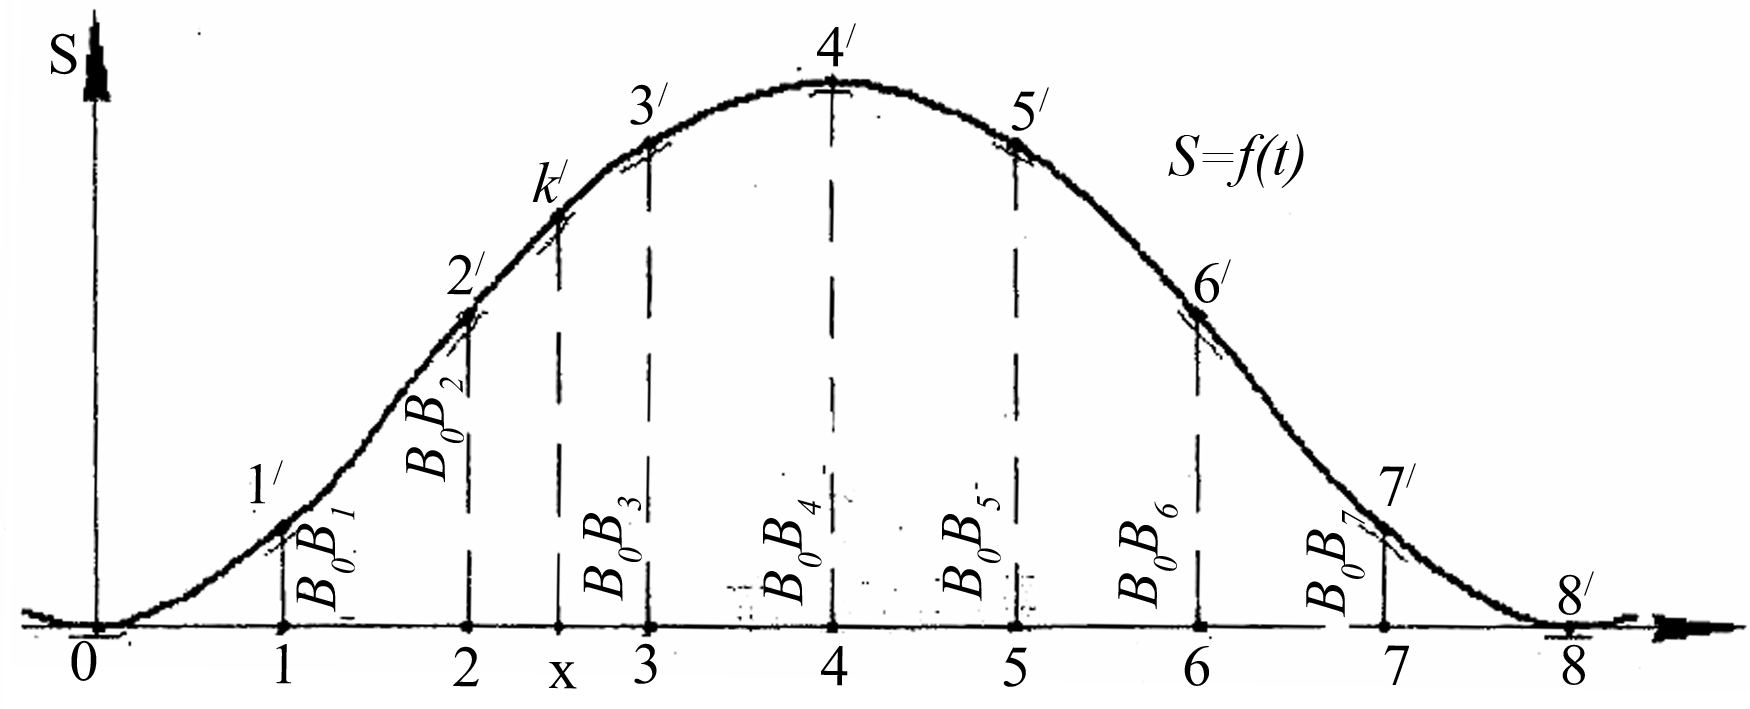 S
4/
3/
5/
S=f(t)
k/
2/
6/
1/
7/
B₀B₁
B₀B₂
B₀B₃
B₀B₄
B₀B₅
B₀B₆
B₀B₇
8/
0 1 2 x 3 4 5 6 7 8